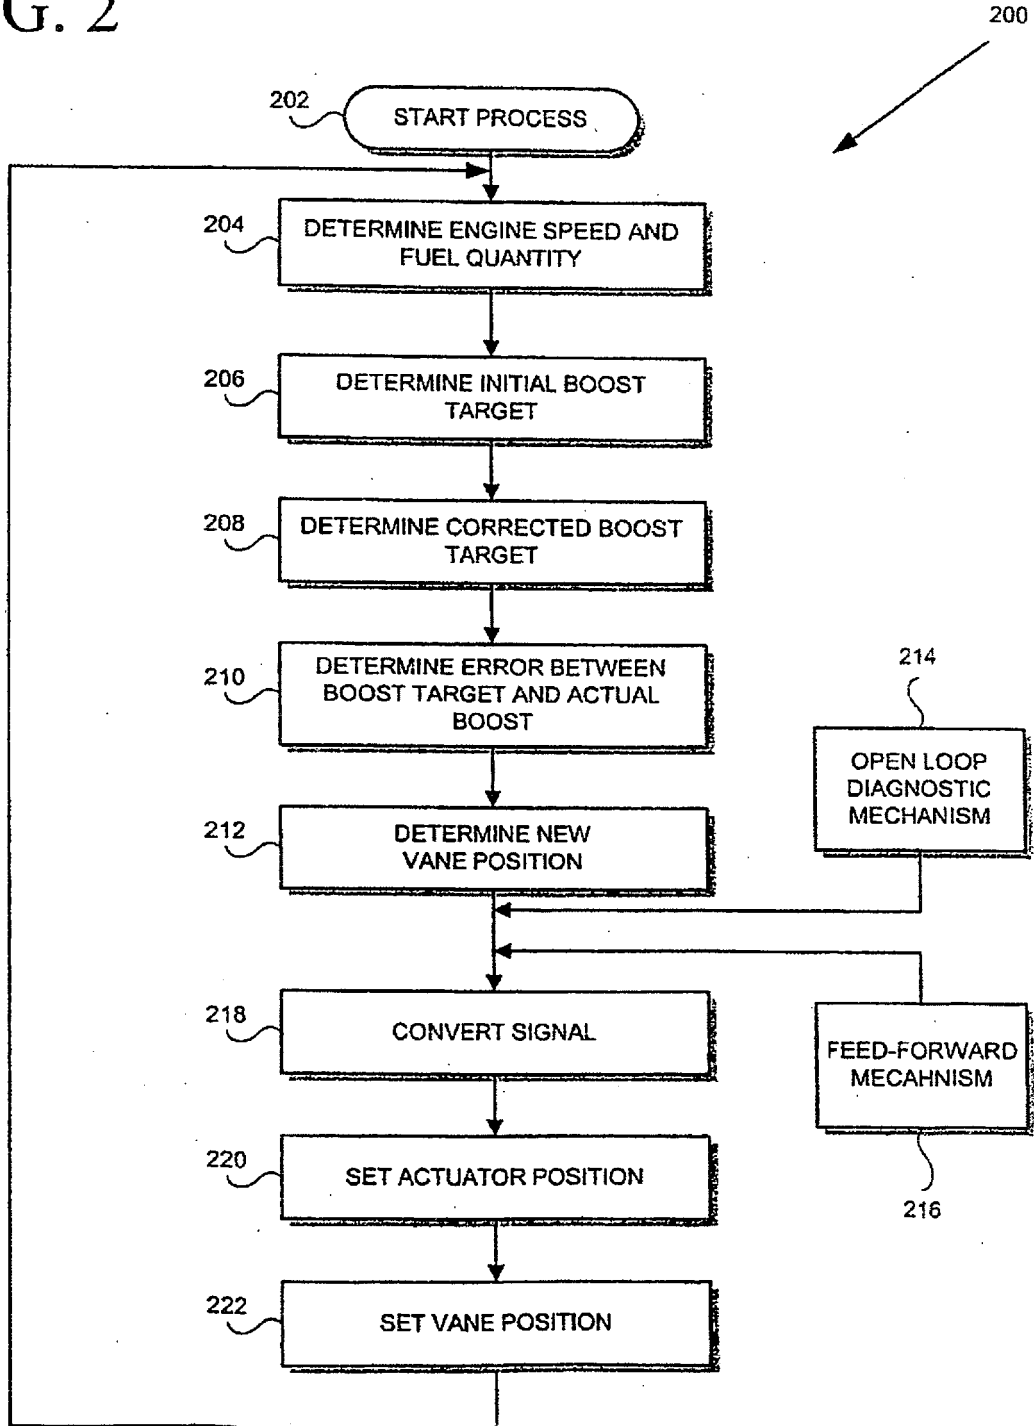 G. 2
200
202
START PROCESS
204
DETERMINE ENGINE SPEED AND
FUEL QUANTITY
206
DETERMINE INITIAL BOOST
TARGET
208
DETERMINE CORRECTED BOOST
TARGET
210
DETERMINE ERROR BETWEEN
BOOST TARGET AND ACTUAL
BOOST
214
OPEN LOOP
DIAGNOSTIC
MECHANISM
212
DETERMINE NEW
VANE POSITION
218
CONVERT SIGNAL
FEED-FORWARD
MECAHNISM
216
220
SET ACTUATOR POSITION
222
SET VANE POSITION